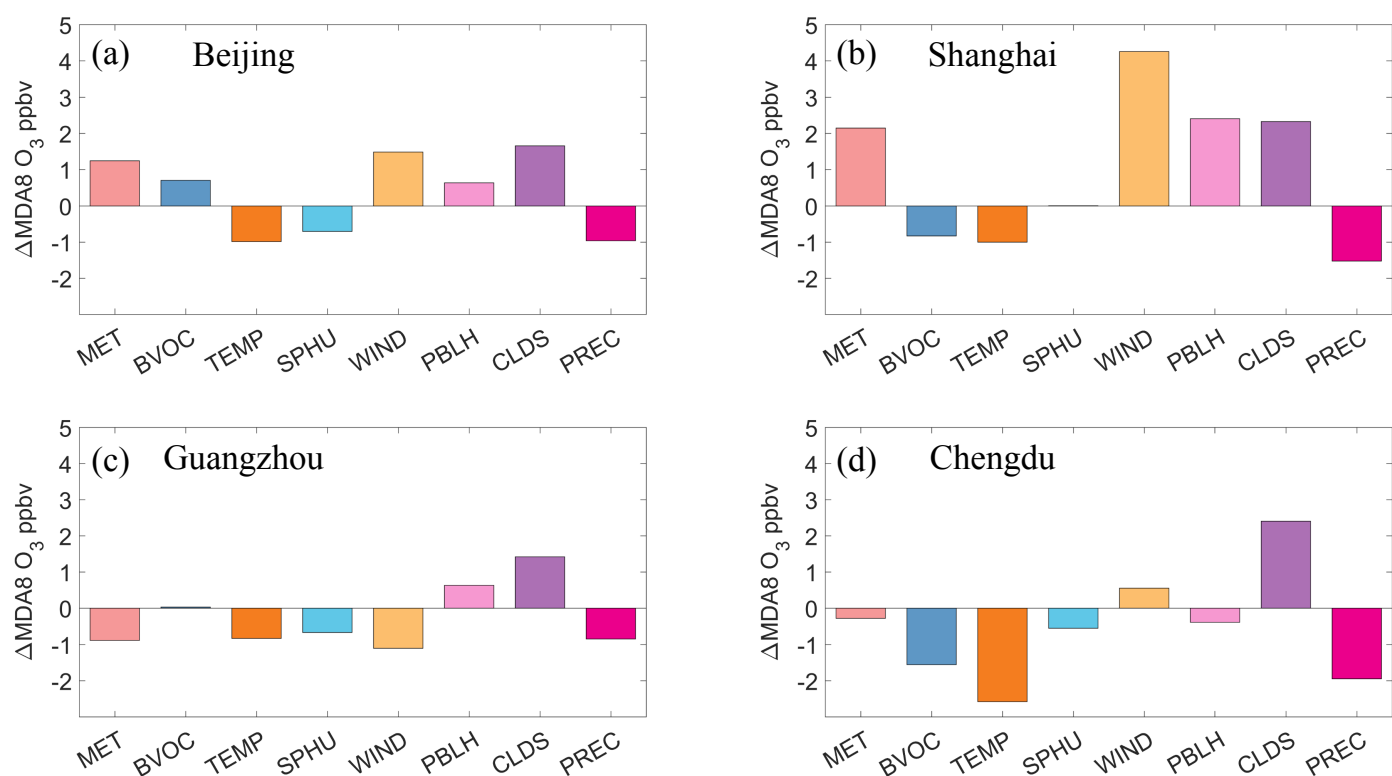 (a) Beijing
ΔMDA8 O3 ppbv
5
4
3
2
1
0
-1
-2
MET BVOC TEMP SPHU WIND PBLH CLDS PREC
(b) Shanghai
ΔMDA8 O3 ppbv
5
4
3
2
1
0
-1
-2
MET BVOC TEMP SPHU WIND PBLH CLDS PREC
(c) Guangzhou
ΔMDA8 O3 ppbv
5
4
3
2
1
0
-1
-2
MET BVOC TEMP SPHU WIND PBLH CLDS PREC
(d) Chengdu
ΔMDA8 O3 ppbv
5
4
3
2
1
0
-1
-2
MET BVOC TEMP SPHU WIND PBLH CLDS PREC